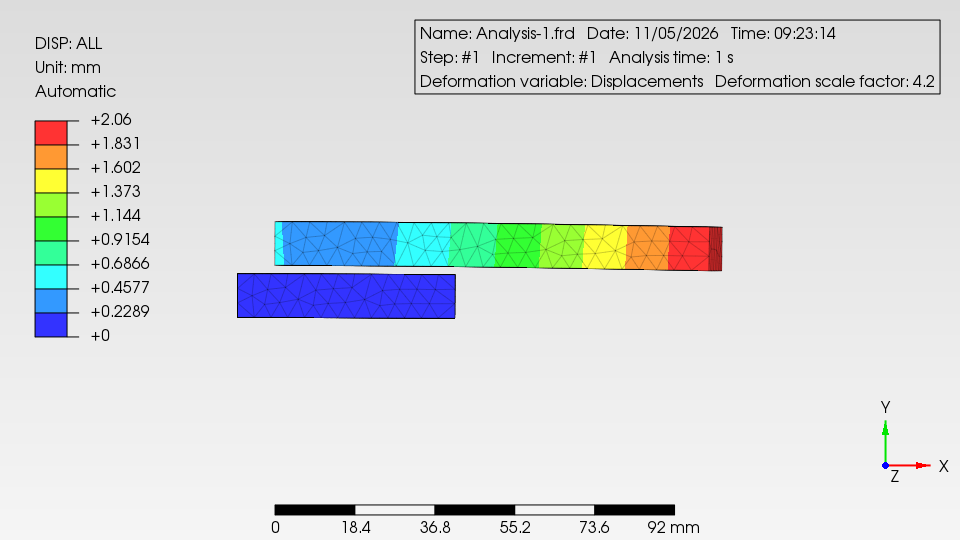 DISP: ALL
Unit: mm
Automatic
+2.06
+1.831
+1.602
+1.373
+1.144
+0.9154
+0.6866
+0.4577
+0.2289
+0
Name: Analysis-1.frd Date: 11/05/2026 Time: 09:23:14
Step: #1 Increment: #1 Analysis time: 1 s
Deformation variable: Displacements Deformation scale factor: 4.2
Y
X
Z
0 18.4 36.8 55.2 73.6 92 mm